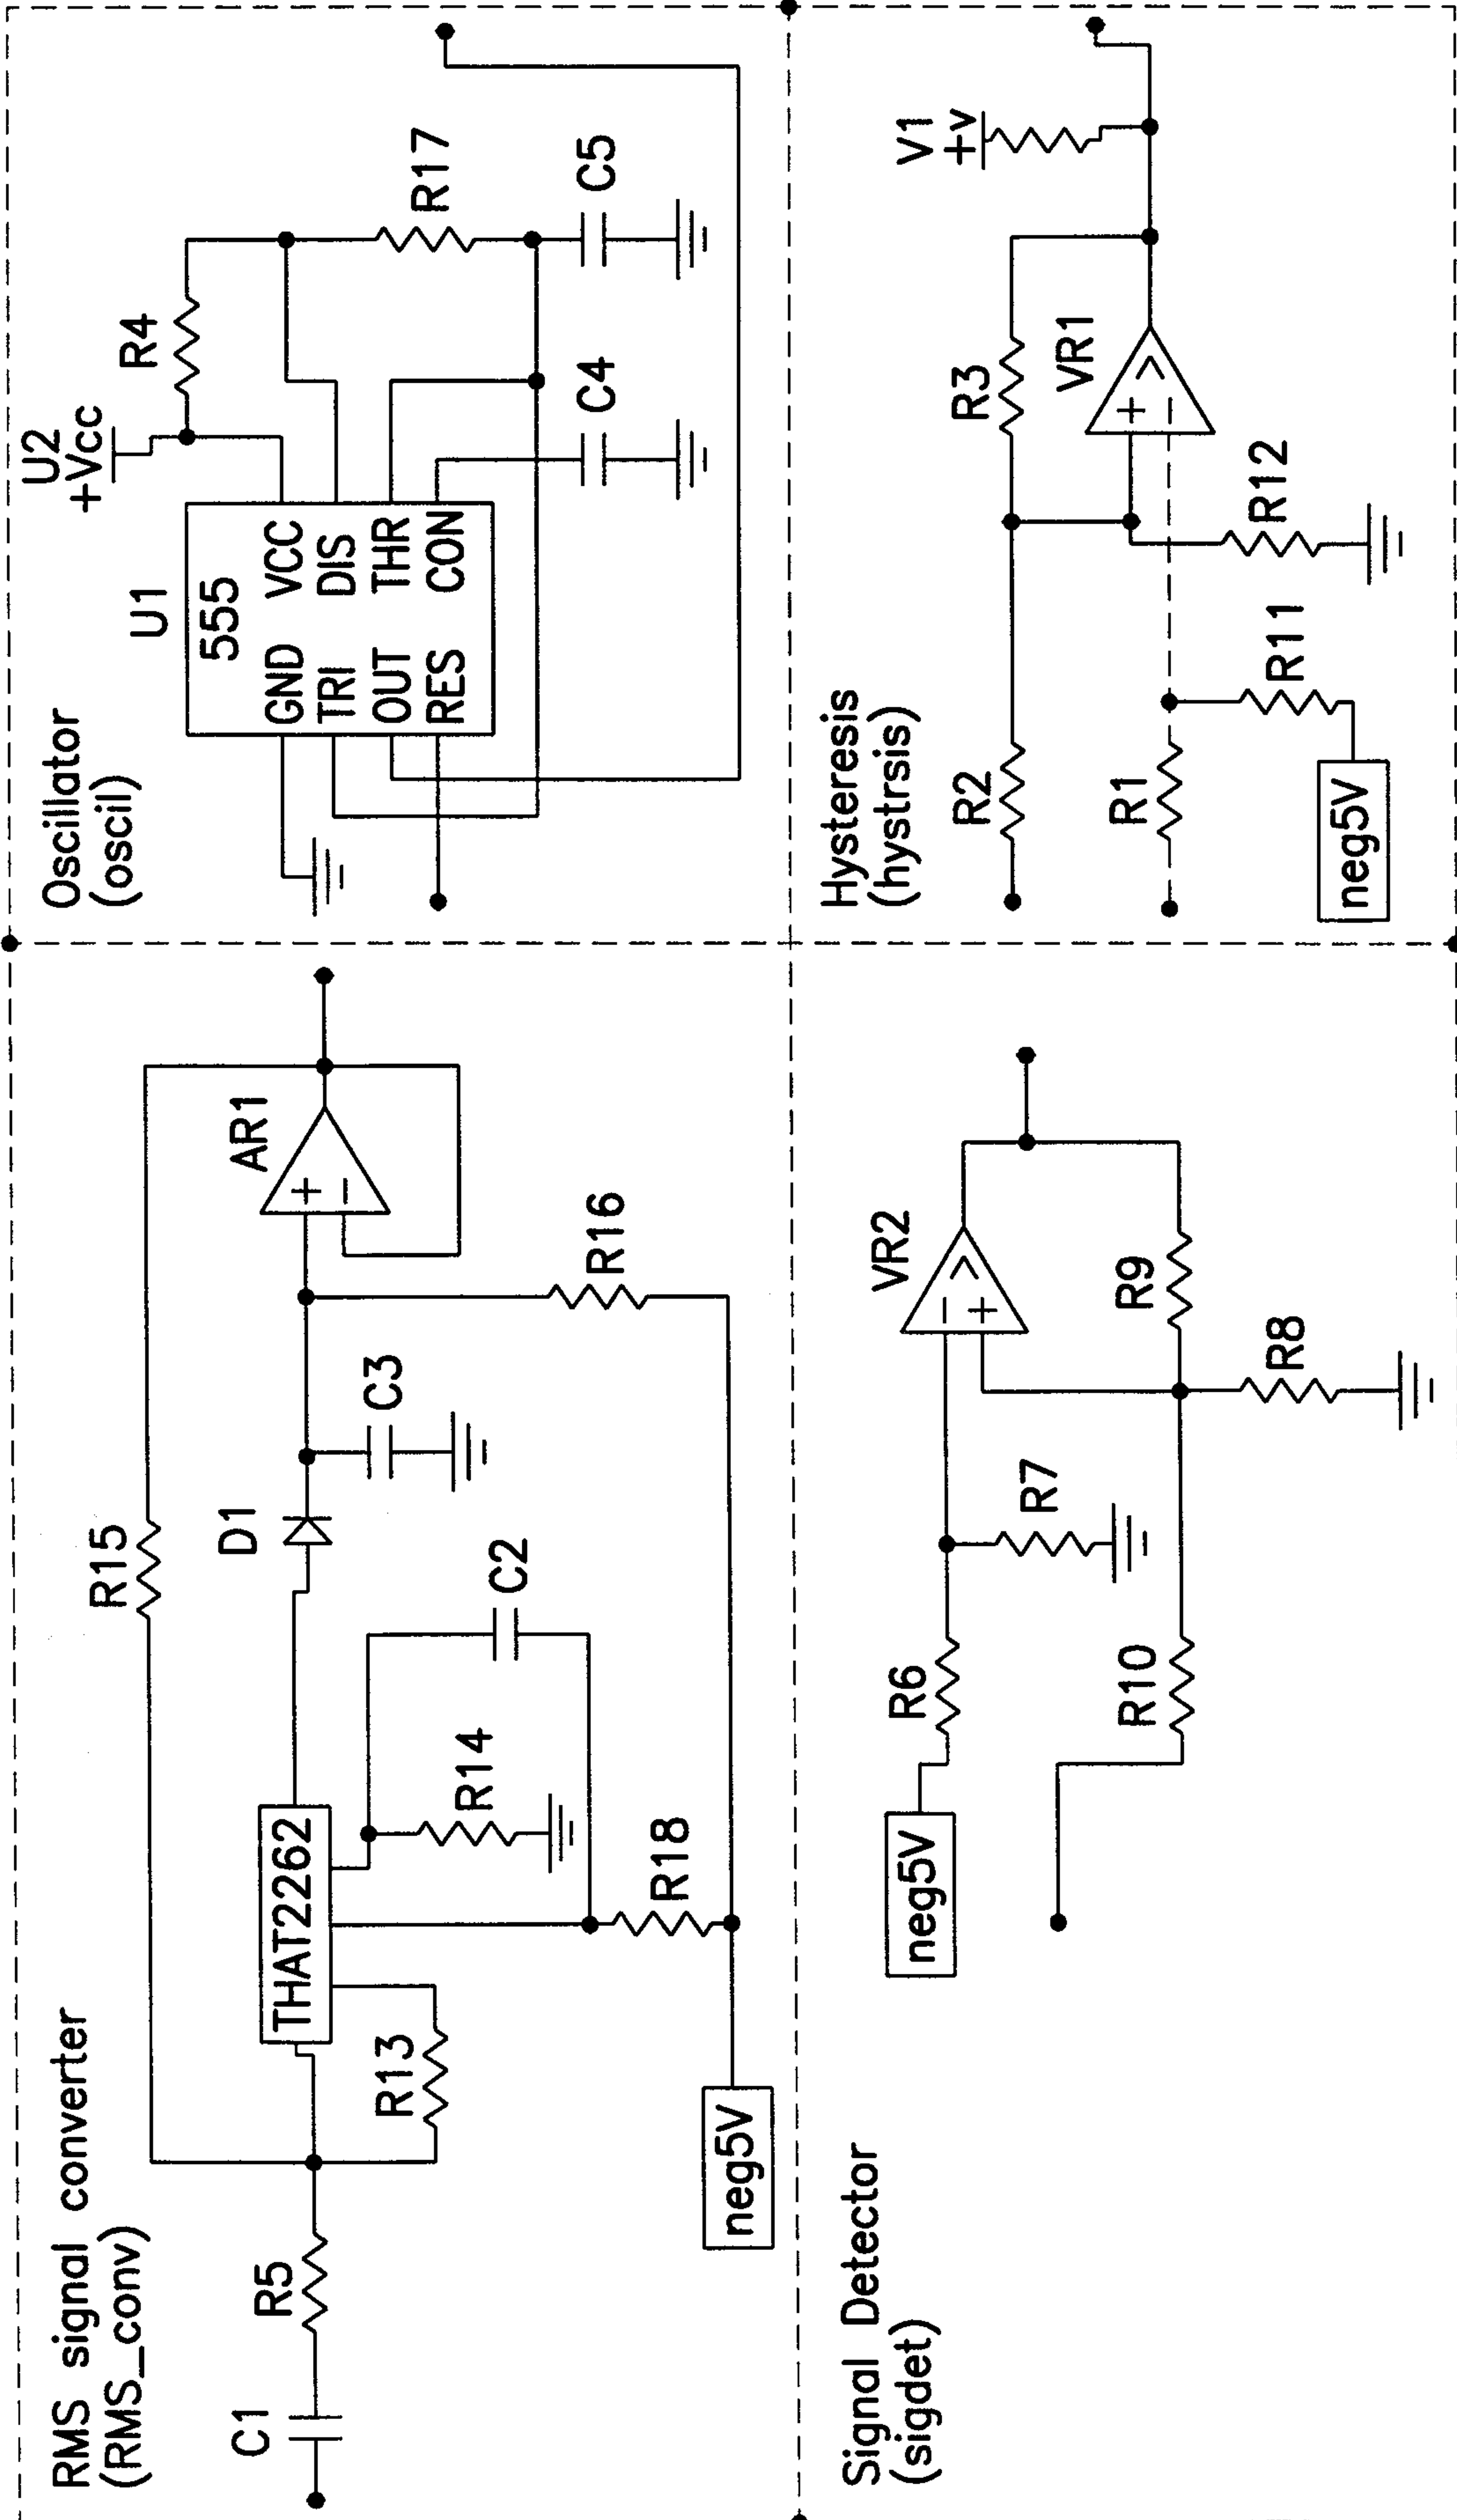 RMS signal converter
(RMS_conv)
C1
R5
R15
THAT2262
R13
D1
R14
C2
C3
R18
AR1
+
−
R16
neg5V
Oscillator
(oscil)
U1
555
GND VCC
TRI DIS
OUT THR
RES CON
U2
+Vcc
R4
R17
C4
C5
Signal Detector
(sigdet)
neg5V
R6
R7
VR2
−
+
>
R10
R9
R8
Hysteresis
(hystrsis)
R2
R3
V1
+v
VR1
+
−
>
R1
R12
R11
neg5V